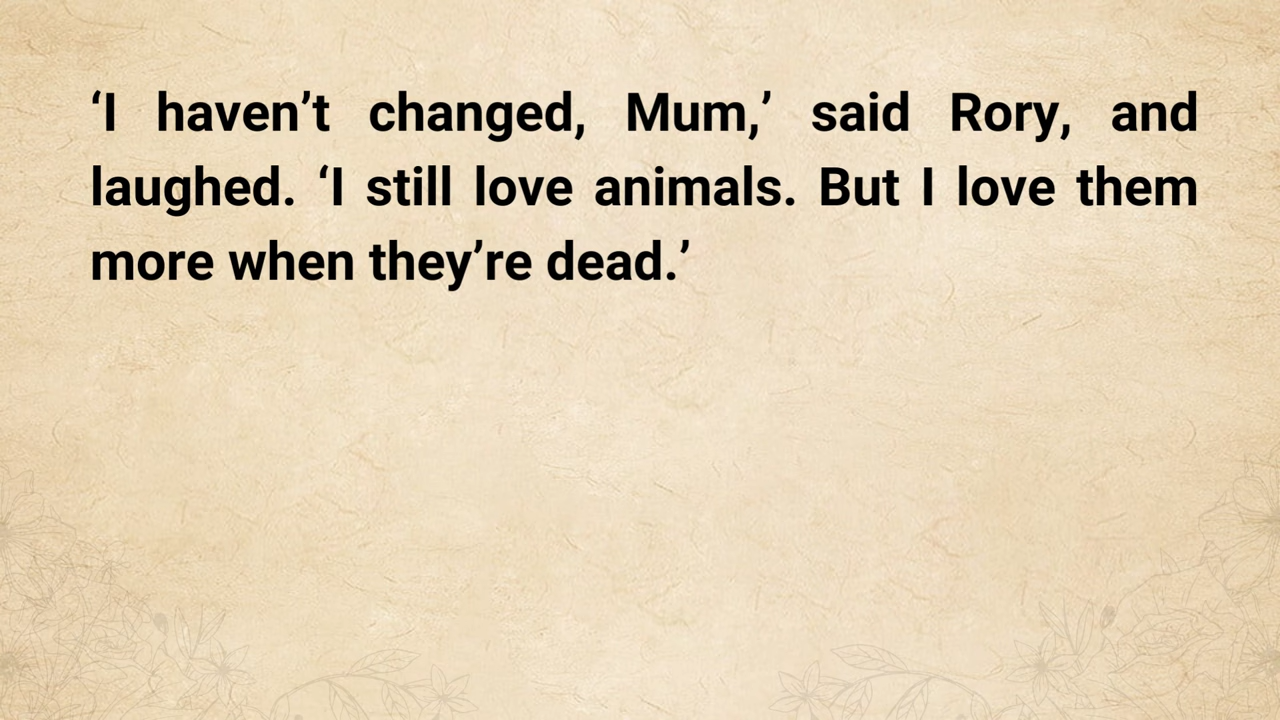 ‘I haven’t changed, Mum,’ said Rory, and
laughed. ‘I still love animals. But I love them
more when they’re dead.’